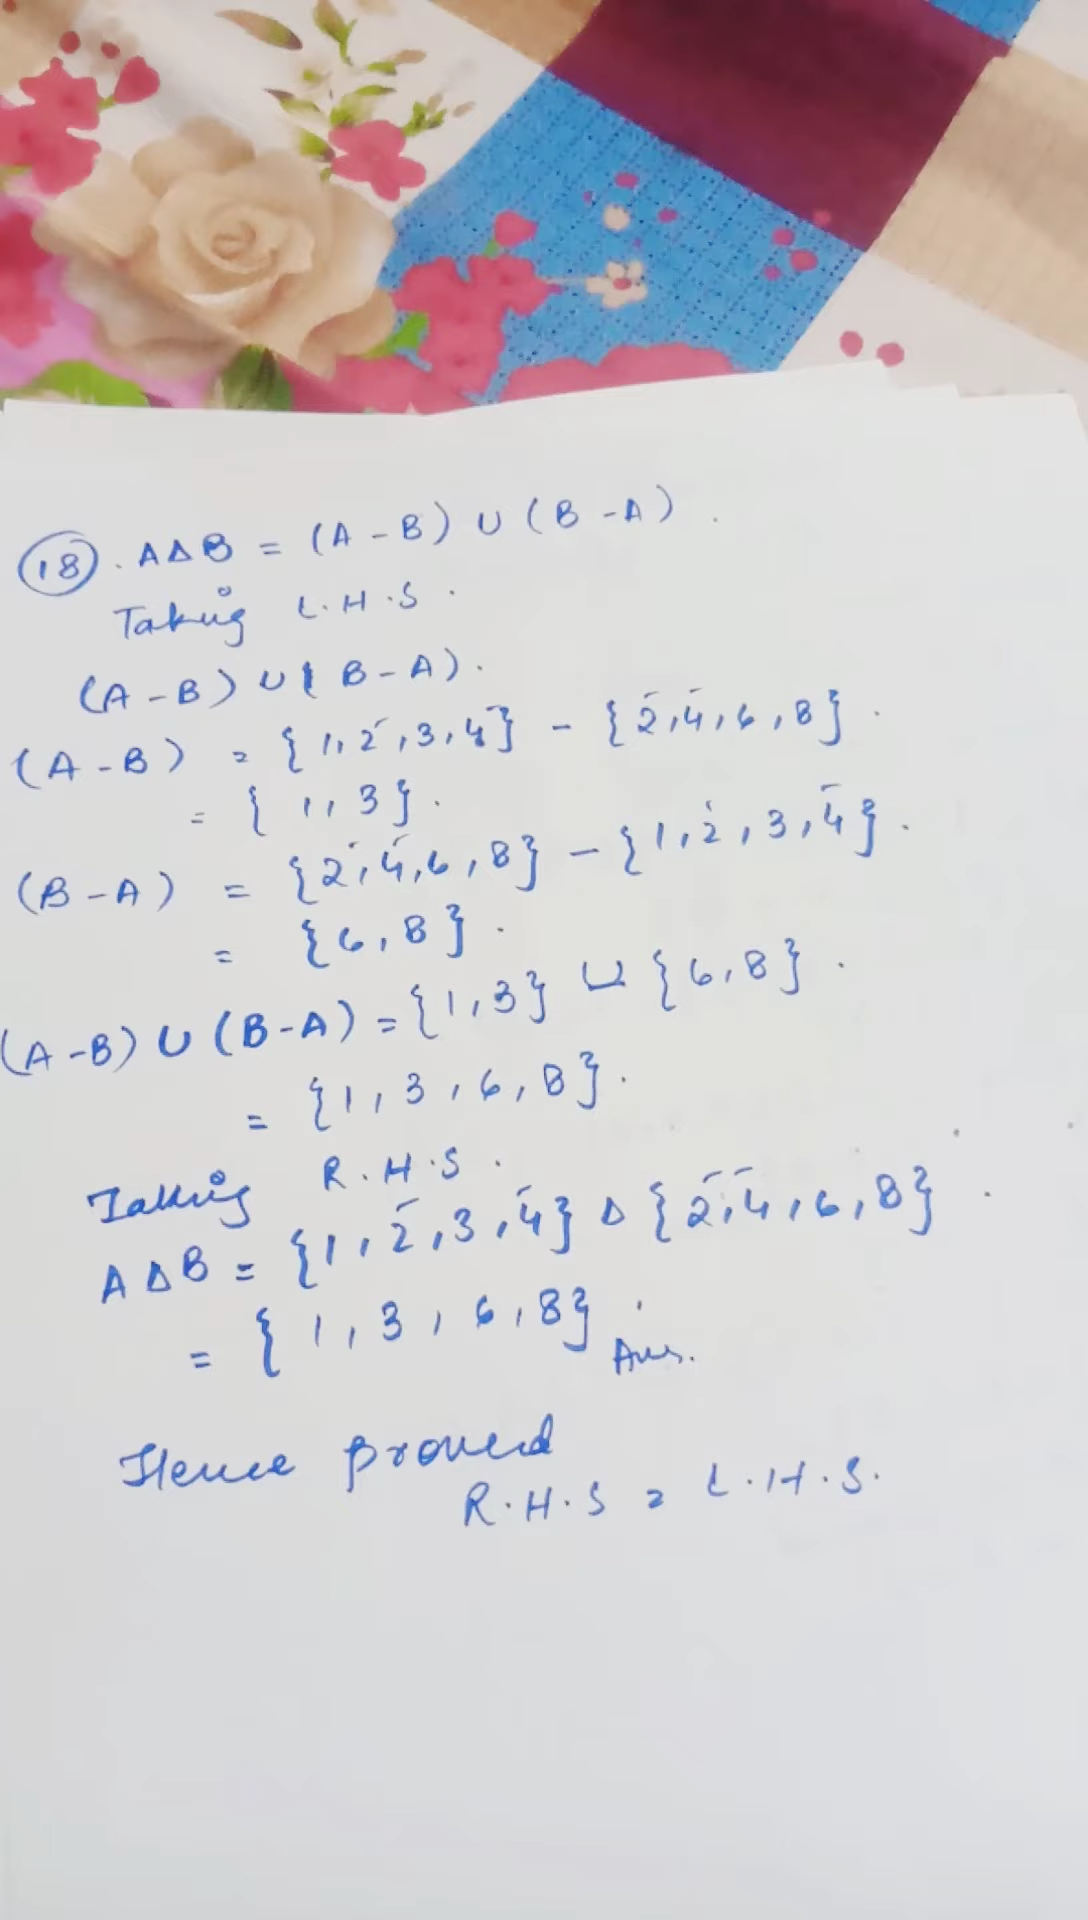 18. A Δ B = (A - B) ∪ (B - A).
Taking L.H.S.
(A - B) ∪ (B - A).
(A - B) = {1, 2, 3, 4} - {2, 4, 6, 8}.
= {1, 3}.
(B - A) = {2, 4, 6, 8} - {1, 2, 3, 4}.
= {6, 8}.
(A - B) ∪ (B - A) = {1, 3} ∪ {6, 8}.
= {1, 3, 6, 8}.
Taking R.H.S.
A Δ B = {1, 2, 3, 4} Δ {2, 4, 6, 8}.
= {1, 3, 6, 8}. Ans.
Hence proved
R.H.S = L.H.S.